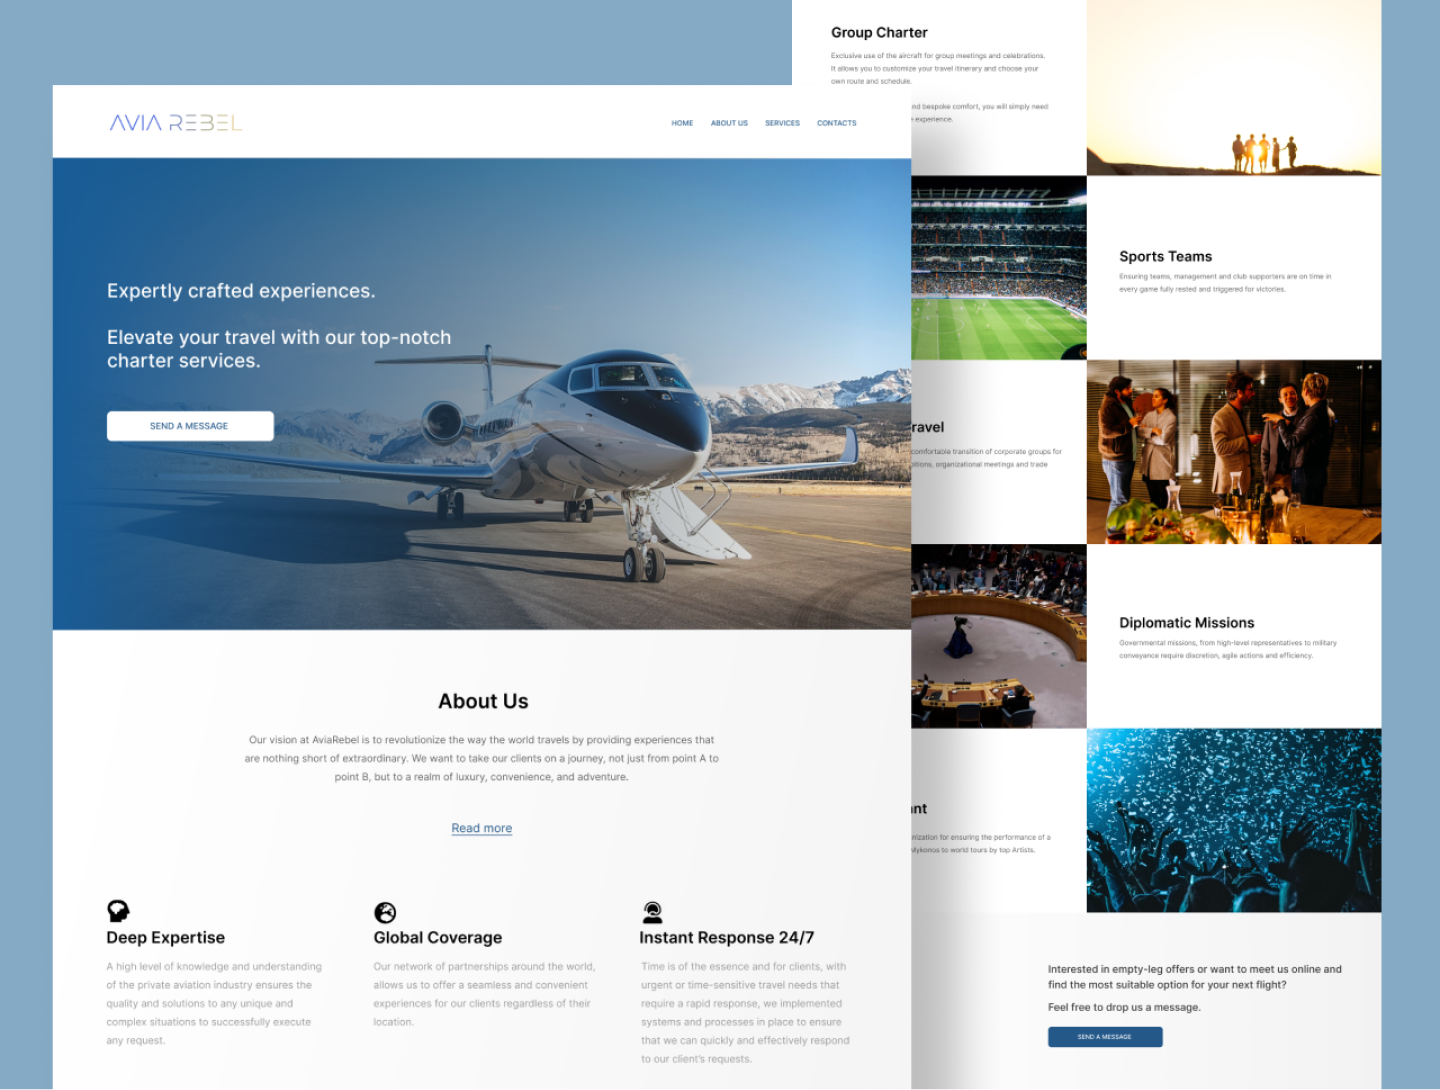 AVIA REBEL
HOME ABOUT US SERVICES CONTACTS
Expertly crafted experiences.
Elevate your travel with our top-notch
charter services.
SEND A MESSAGE
About Us
Our vision at AviaRebel is to revolutionize the way the world travels by providing experiences that
are nothing short of extraordinary. We want to take our clients on a journey, not just from point A to
point B, but to a realm of luxury, convenience, and adventure.
Read more
Deep Expertise
A high level of knowledge and understanding
of the private aviation industry ensures the
quality and solutions to any unique and
complex situations to successfully execute
any request.
Global Coverage
Our network of partnerships around the world,
allows us to offer a seamless and convenient
experiences for our clients regardless of their
location.
Instant Response 24/7
Time is of the essence and for clients, with
urgent or time-sensitive travel needs that
require a rapid response, we implemented
systems and processes in place to ensure
that we can quickly and effectively respond
to our client's requests.
Group Charter
Exclusive use of the aircraft for group meetings and celebrations.
It allows you to customize your travel itinerary and choose your
own route and schedule.
nd bespoke comfort, you will simply need
experience.
Sports Teams
Ensuring teams, management and club supporters are on time in
every game fully rested and triggered for victories.
ravel
comfortable transition of corporate groups for
itions, organizational meetings and trade
Diplomatic Missions
Governmental missions, from high-level representatives to military
conveyance require discretion, agile actions and efficiency.
nt
nization for ensuring the performance of a
Mykonos to world tours by top Artists.
Interested in empty-leg offers or want to meet us online and
find the most suitable option for your next flight?
Feel free to drop us a message.
SEND A MESSAGE